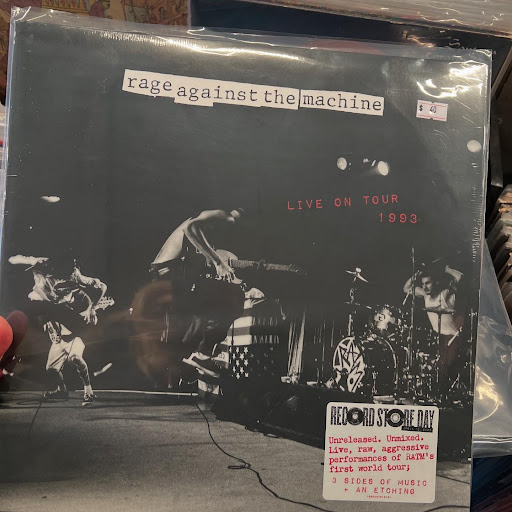 rage against the machine
$ 40
LIVE ON TOUR
1993
RECORD STORE DAY
Unreleased. Unmixed.
Live, raw, aggressive
performances of RATM's
first world tour;
3 SIDES OF MUSIC
+ AN ETCHING